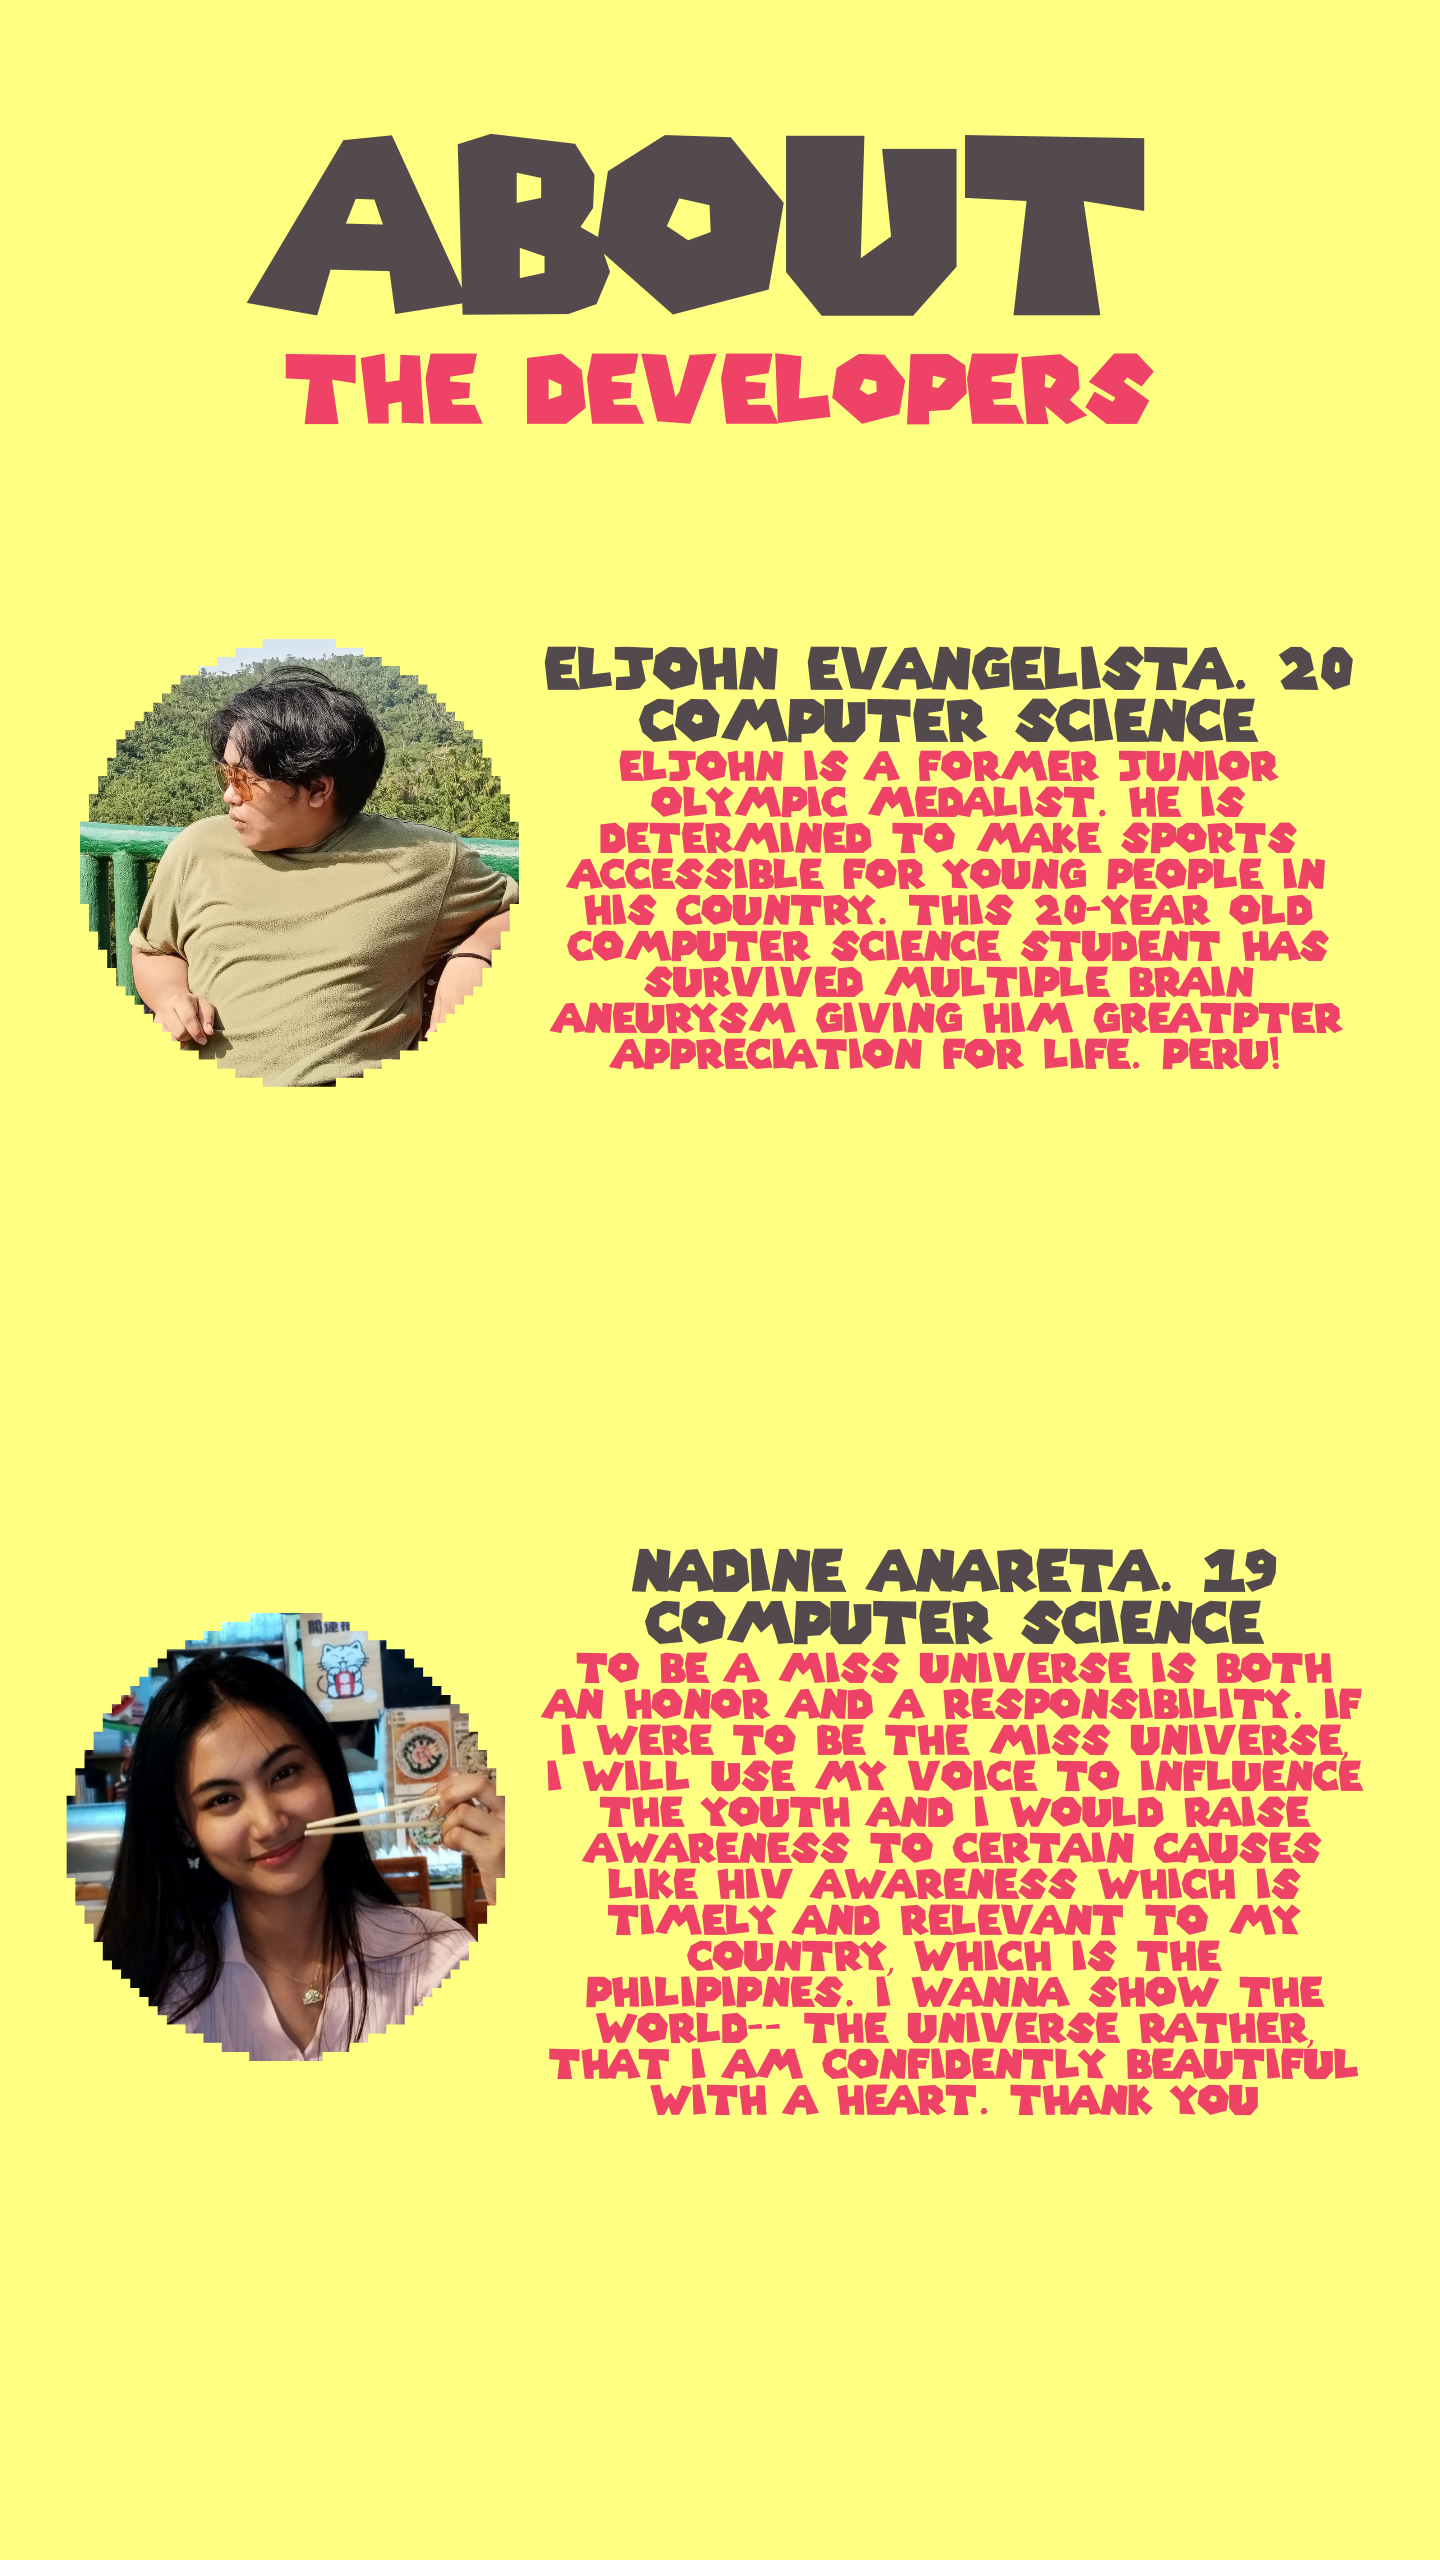 ABOUT
THE DEVELOPERS
ELJOHN EVANGELISTA. 20
COMPUTER SCIENCE
ELJOHN IS A FORMER JUNIOR
OLYMPIC MEDALIST. HE IS
DETERMINED TO MAKE SPORTS
ACCESSIBLE FOR YOUNG PEOPLE IN
HIS COUNTRY. THIS 20-YEAR OLD
COMPUTER SCIENCE STUDENT HAS
SURVIVED MULTIPLE BRAIN
ANEURYSM GIVING HIM GREATPTER
APPRECIATION FOR LIFE. PERU!
NADINE ANARETA. 19
COMPUTER SCIENCE
TO BE A MISS UNIVERSE IS BOTH
AN HONOR AND A RESPONSIBILITY. IF
I WERE TO BE THE MISS UNIVERSE,
I WILL USE MY VOICE TO INFLUENCE
THE YOUTH AND I WOULD RAISE
AWARENESS TO CERTAIN CAUSES
LIKE HIV AWARENESS WHICH IS
TIMELY AND RELEVANT TO MY
COUNTRY, WHICH IS THE
PHILIPIPNES. I WANNA SHOW THE
WORLD-- THE UNIVERSE RATHER,
THAT I AM CONFIDENTLY BEAUTIFUL
WITH A HEART. THANK YOU